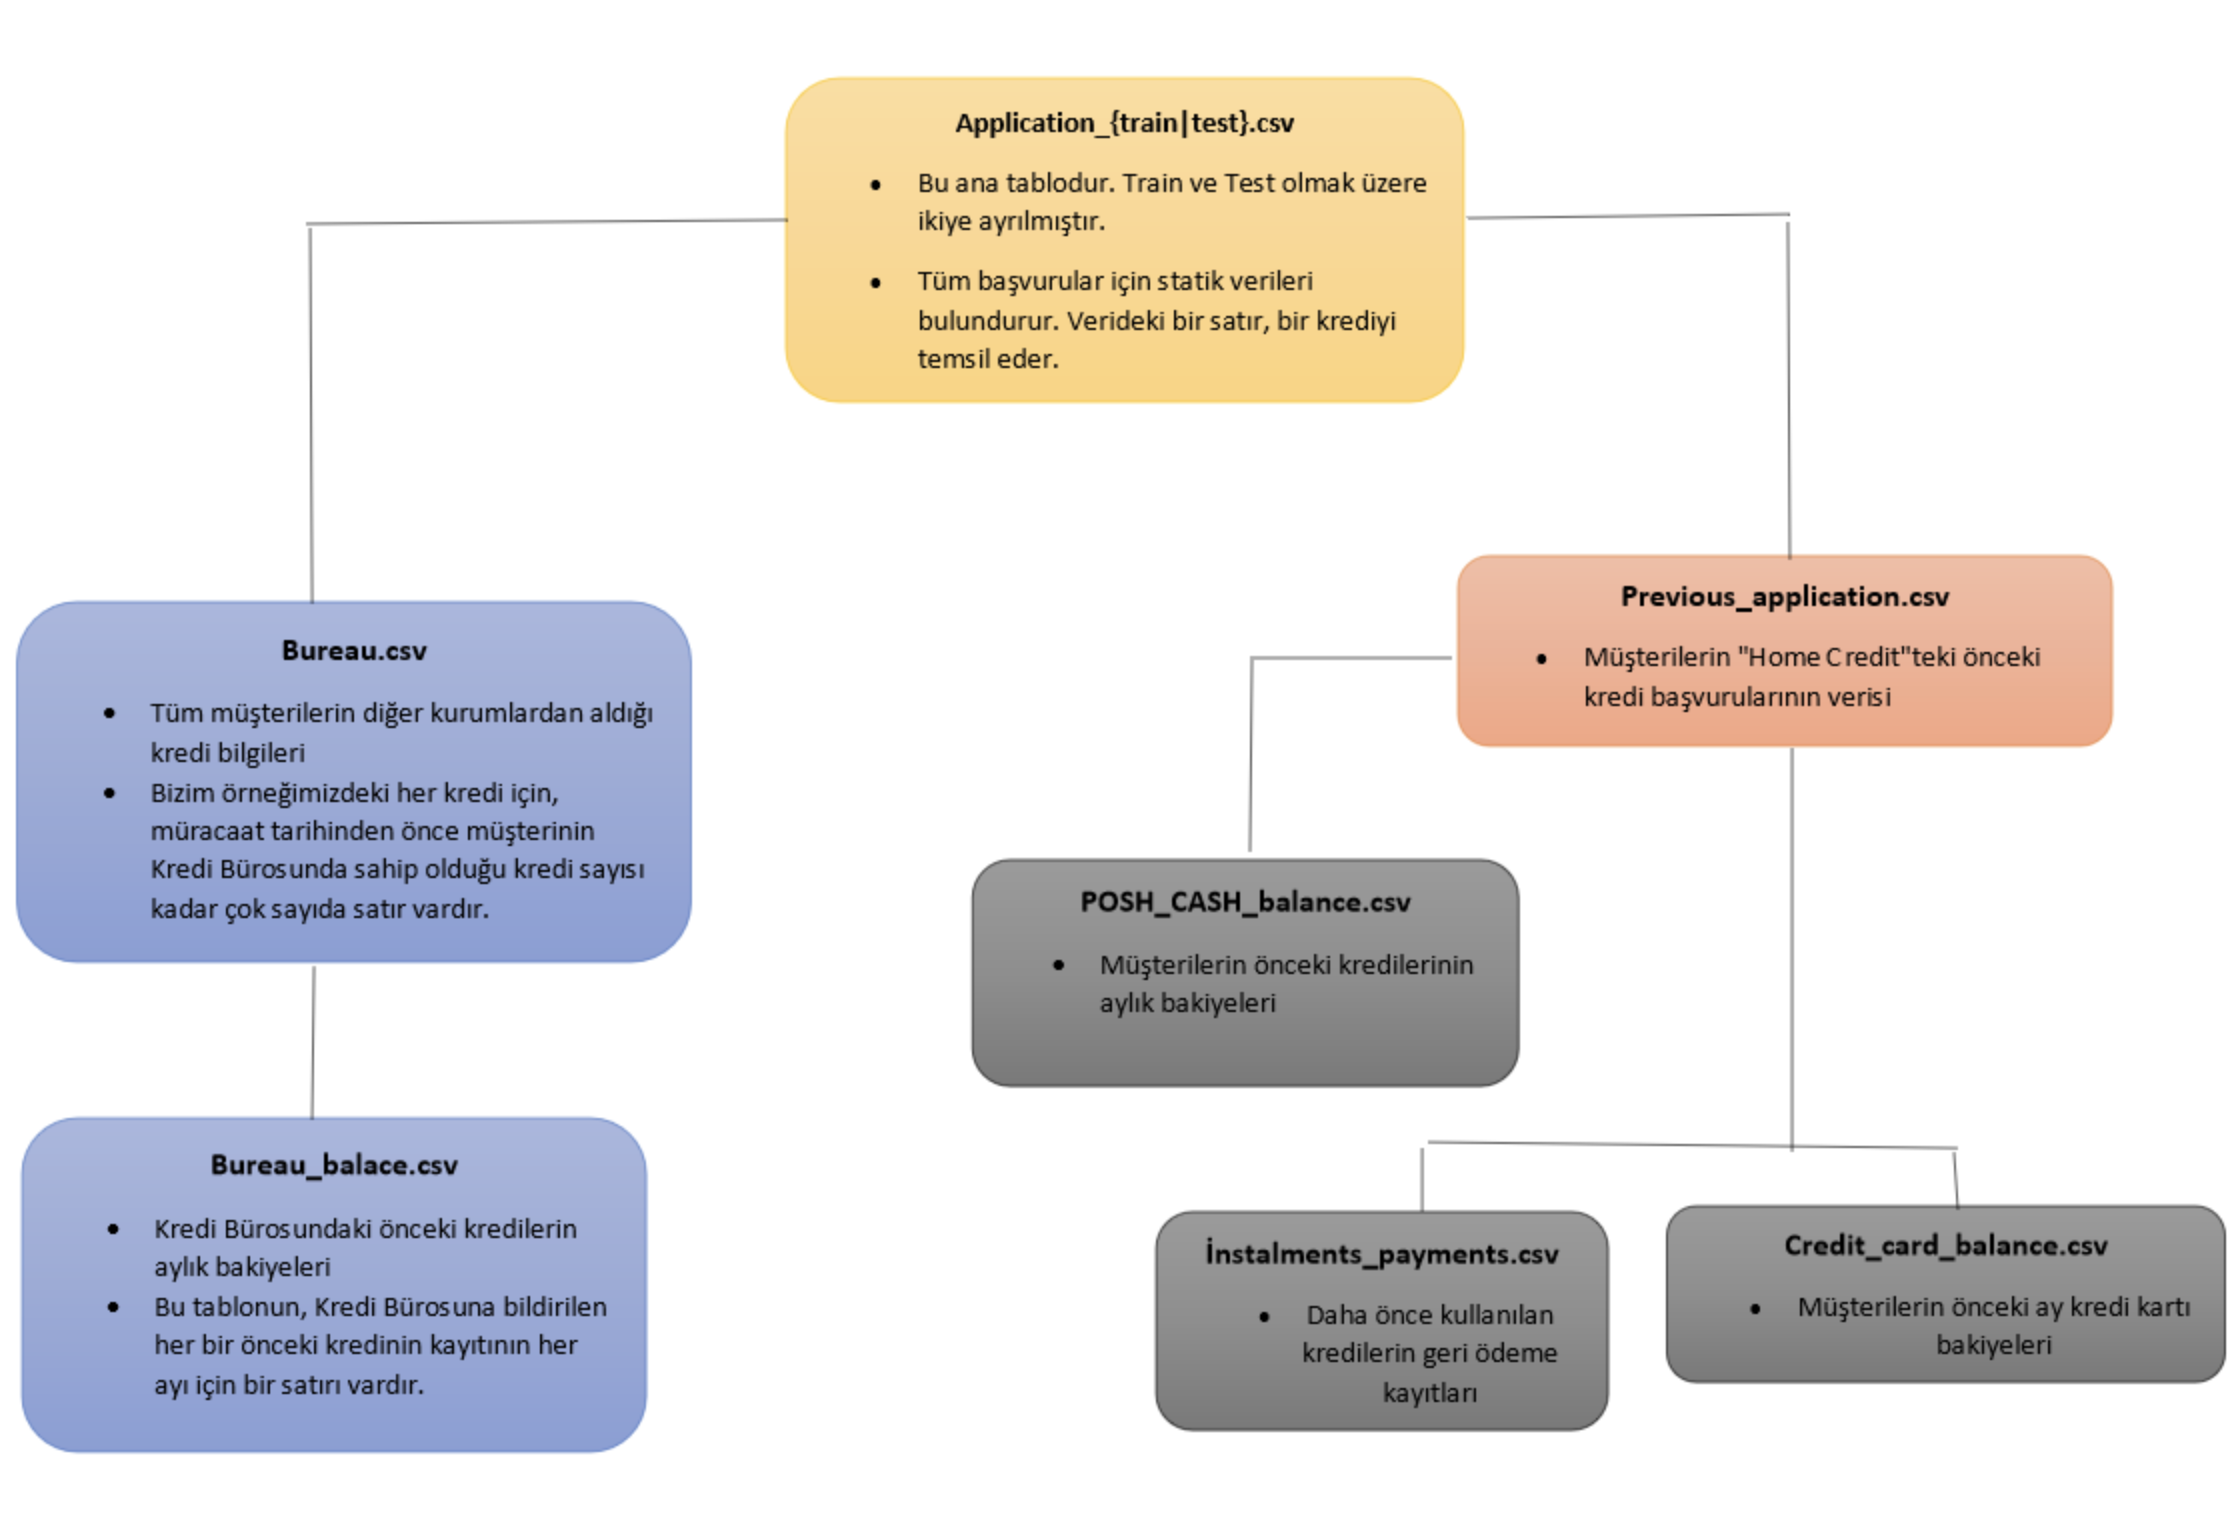 Application_{train|test}.csv
• Bu ana tablodur. Train ve Test olmak üzere
ikiye ayrılmıştır.
• Tüm başvurular için statik verileri
bulundurur. Verideki bir satır, bir krediyi
temsil eder.
Bureau.csv
• Tüm müşterilerin diğer kurumlardan aldığı
kredi bilgileri
• Bizim örneğimizdeki her kredi için,
müracaat tarihinden önce müşterinin
Kredi Bürosunda sahip olduğu kredi sayısı
kadar çok sayıda satır vardır.
Previous_application.csv
• Müşterilerin "Home Credit"teki önceki
kredi başvurularının verisi
POSH_CASH_balance.csv
• Müşterilerin önceki kredilerinin
aylık bakiyeleri
Bureau_balace.csv
• Kredi Bürosundaki önceki kredilerin
aylık bakiyeleri
• Bu tablonun, Kredi Bürosuna bildirilen
her bir önceki kredinin kayıtının her
ayı için bir satırı vardır.
İnstalments_payments.csv
• Daha önce kullanılan
kredilerin geri ödeme
kayıtları
Credit_card_balance.csv
• Müşterilerin önceki ay kredi kartı
bakiyeleri